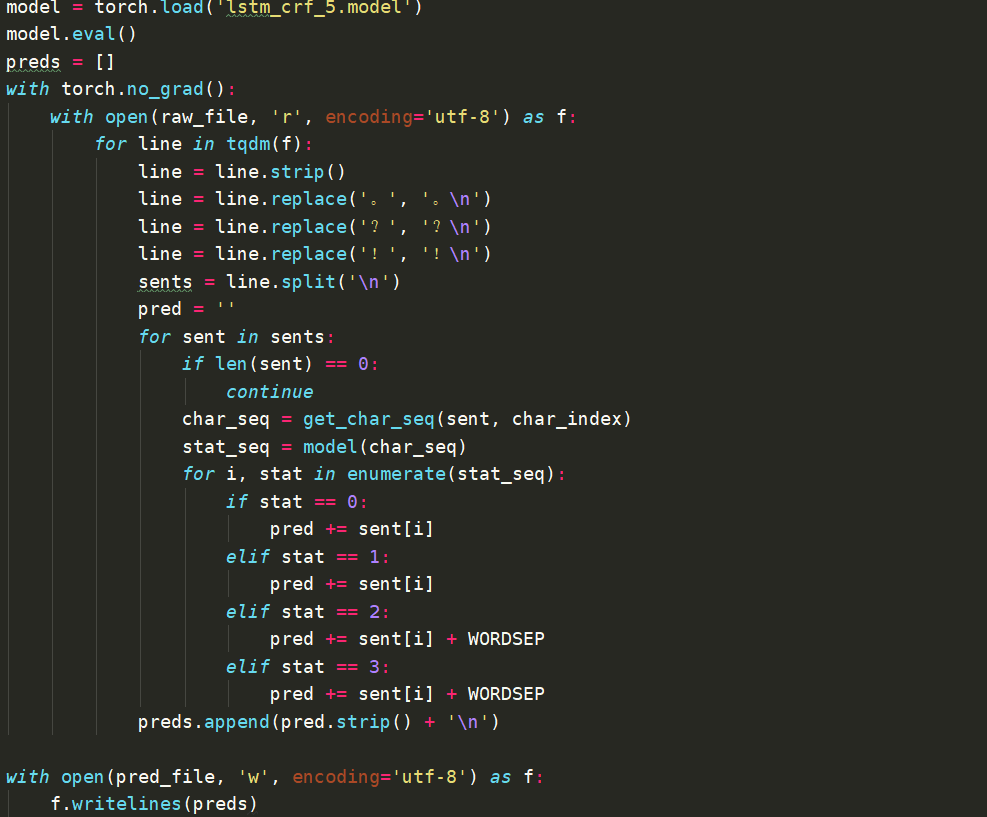 model = torch.load('lstm_crf_5.model')
model.eval()
preds = []
with torch.no_grad():
    with open(raw_file, 'r', encoding='utf-8') as f:
        for line in tqdm(f):
            line = line.strip()
            line = line.replace('。', '。\n')
            line = line.replace('？', '？\n')
            line = line.replace('！', '！\n')
            sents = line.split('\n')
            pred = ''
            for sent in sents:
                if len(sent) == 0:
                    continue
                char_seq = get_char_seq(sent, char_index)
                stat_seq = model(char_seq)
                for i, stat in enumerate(stat_seq):
                    if stat == 0:
                        pred += sent[i]
                    elif stat == 1:
                        pred += sent[i]
                    elif stat == 2:
                        pred += sent[i] + WORDSEP
                    elif stat == 3:
                        pred += sent[i] + WORDSEP
            preds.append(pred.strip() + '\n')
with open(pred_file, 'w', encoding='utf-8') as f:
    f.writelines(preds)